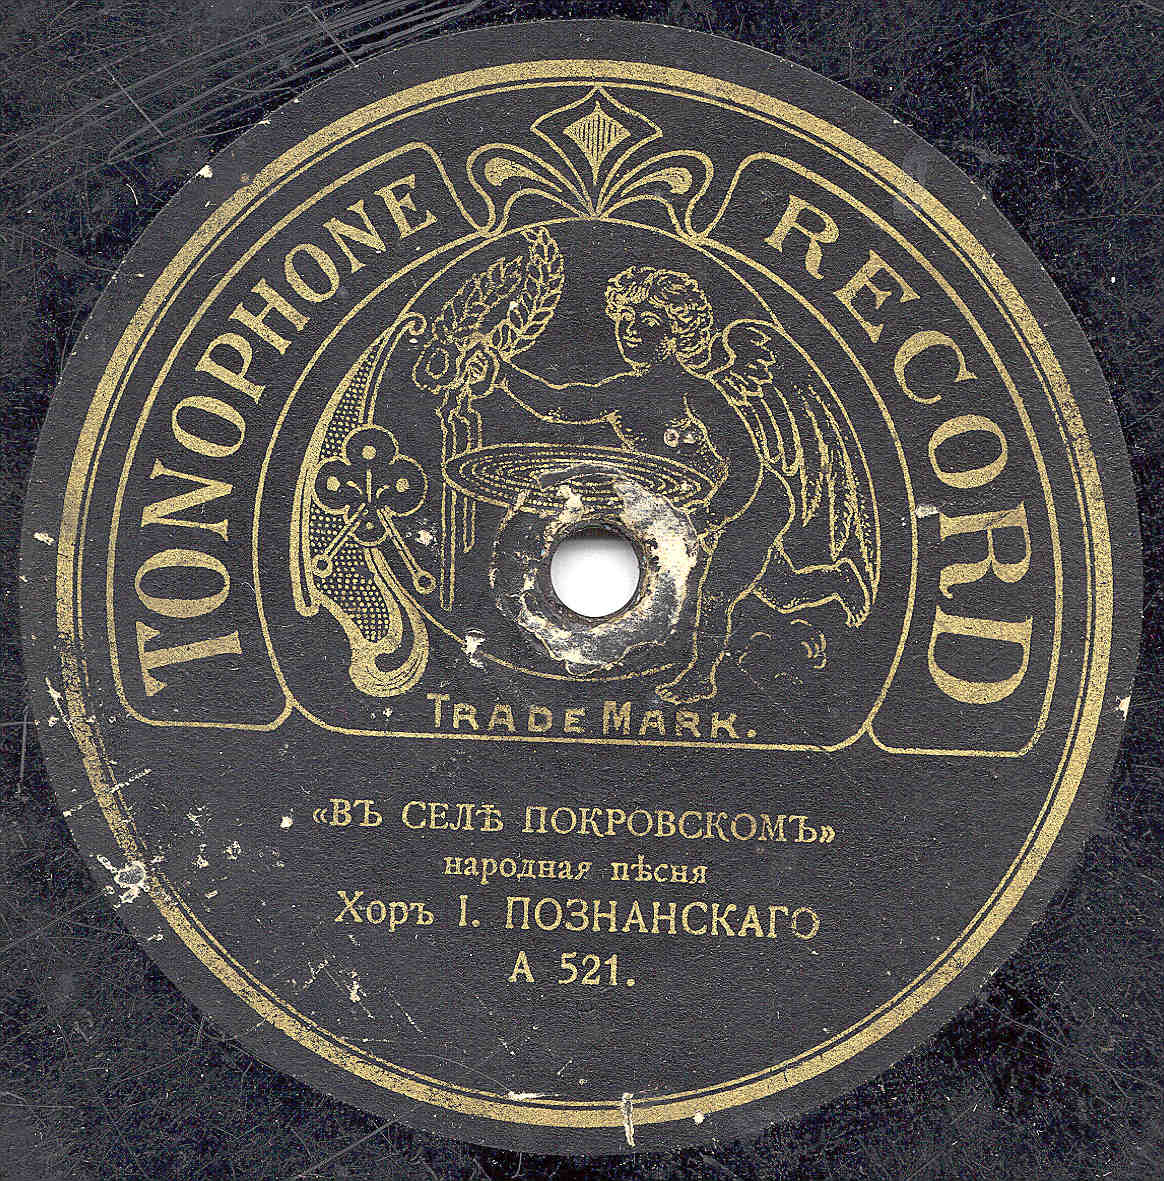 TONOPHONE RECORD
TRADE MARK.
«ВЪ СЕЛѢ ПОКРОВСКОМЪ»
народная пѣсня
Хоръ І. ПОЗНАНСКАГО
А 521.